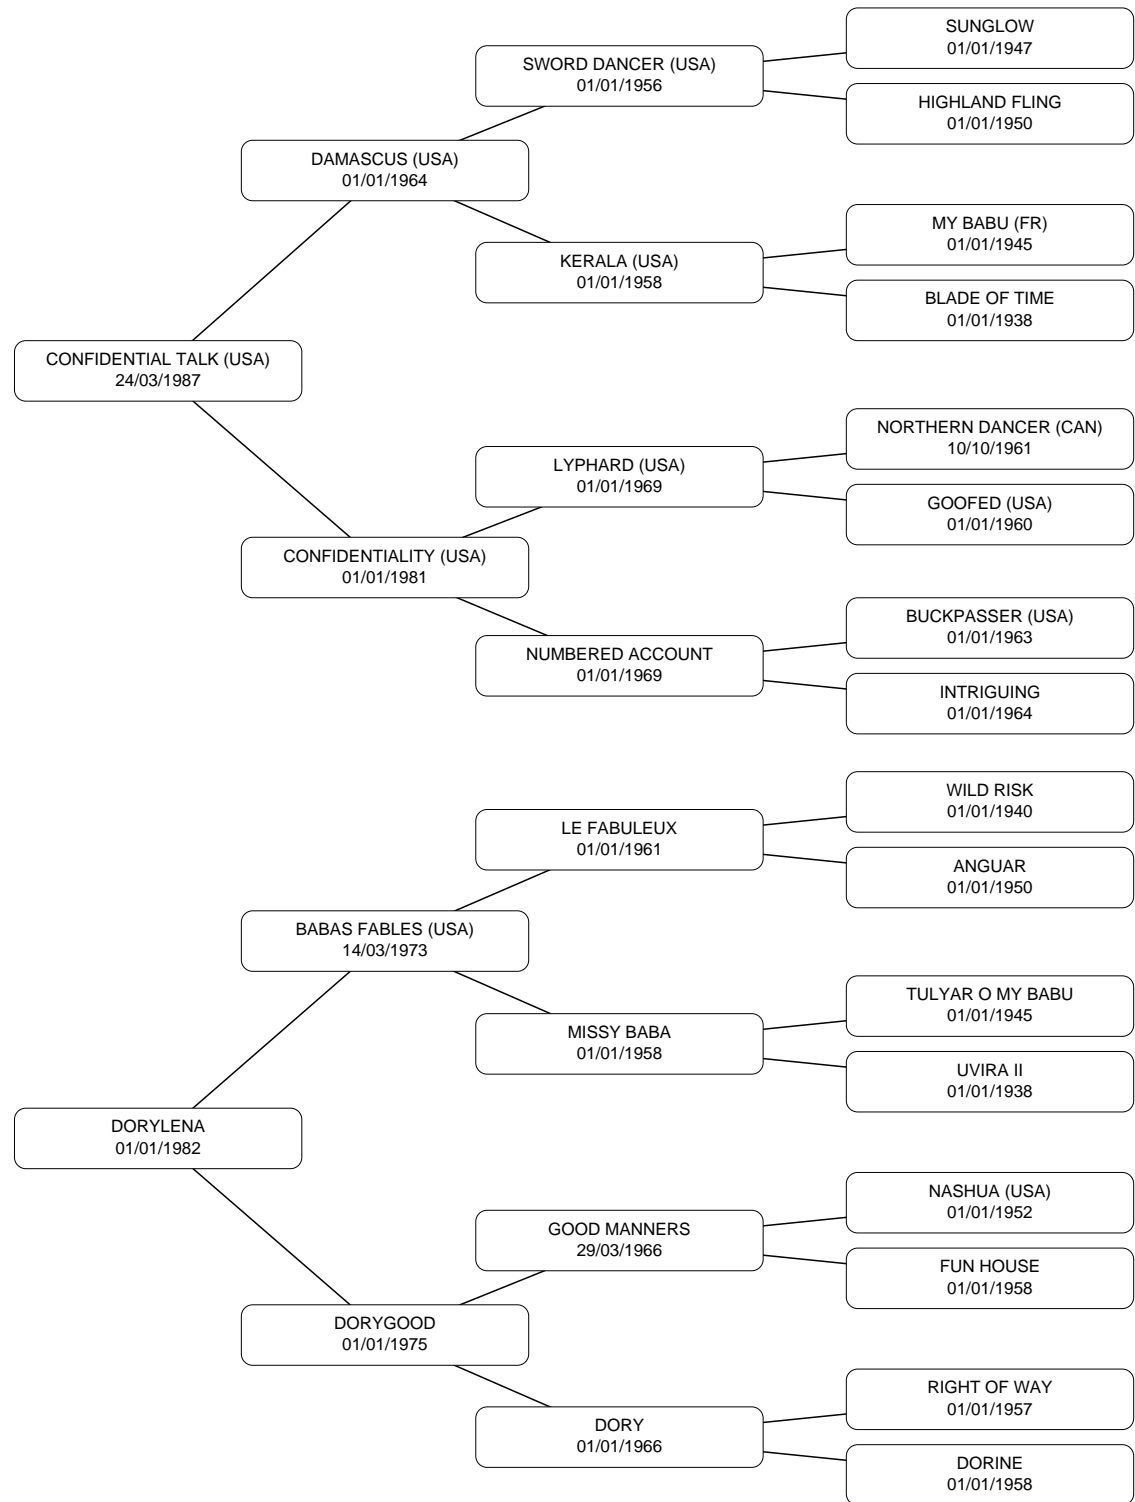 SUNGLOW
01/01/1947
SWORD DANCER (USA)
01/01/1956
HIGHLAND FLING
01/01/1950
DAMASCUS (USA)
01/01/1964
MY BABU (FR)
01/01/1945
KERALA (USA)
01/01/1958
BLADE OF TIME
01/01/1938
CONFIDENTIAL TALK (USA)
24/03/1987
NORTHERN DANCER (CAN)
10/10/1961
LYPHARD (USA)
01/01/1969
GOOFED (USA)
01/01/1960
CONFIDENTIALITY (USA)
01/01/1981
BUCKPASSER (USA)
01/01/1963
NUMBERED ACCOUNT
01/01/1969
INTRIGUING
01/01/1964
WILD RISK
01/01/1940
LE FABULEUX
01/01/1961
ANGUAR
01/01/1950
BABAS FABLES (USA)
14/03/1973
TULYAR O MY BABU
01/01/1945
MISSY BABA
01/01/1958
UVIRA II
01/01/1938
DORYLENA
01/01/1982
NASHUA (USA)
01/01/1952
GOOD MANNERS
29/03/1966
FUN HOUSE
01/01/1958
DORYGOOD
01/01/1975
RIGHT OF WAY
01/01/1957
DORY
01/01/1966
DORINE
01/01/1958